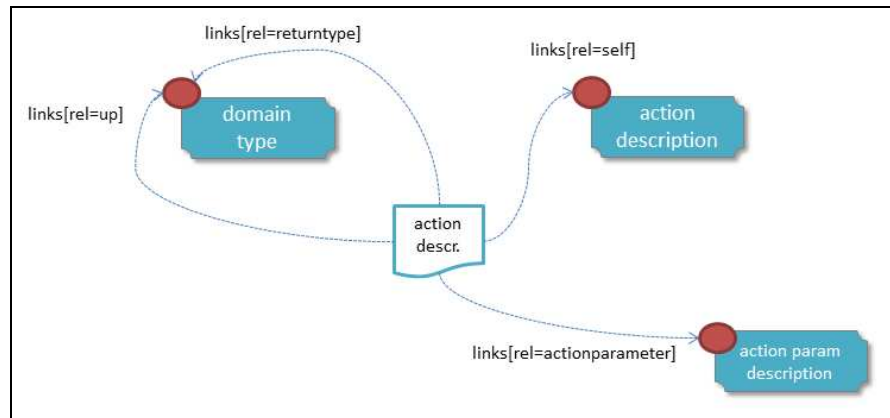 links[rel=returntype]
links[rel=self]
links[rel=up]
domain
type
action
description
action
descr.
links[rel=actionparameter]
action param
description